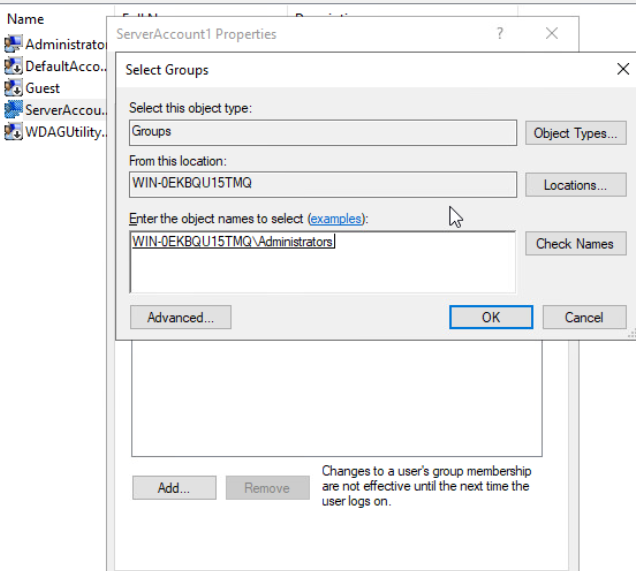 Name
ServerAccount1 Properties
?
Administrato
DefaultAcco..
Guest
ServerAccou..
WDAGUtility..
Select Groups
Select this object type:
Groups
Object Types...
From this location:
WIN-0EKBQU15TMQ
Locations...
Enter the object names to select (examples):
WIN-0EKBQU15TMQ\Administrators
Check Names
Advanced...
OK
Cancel
Add...
Remove
Changes to a user's group membership
are not effective until the next time the
user logs on.